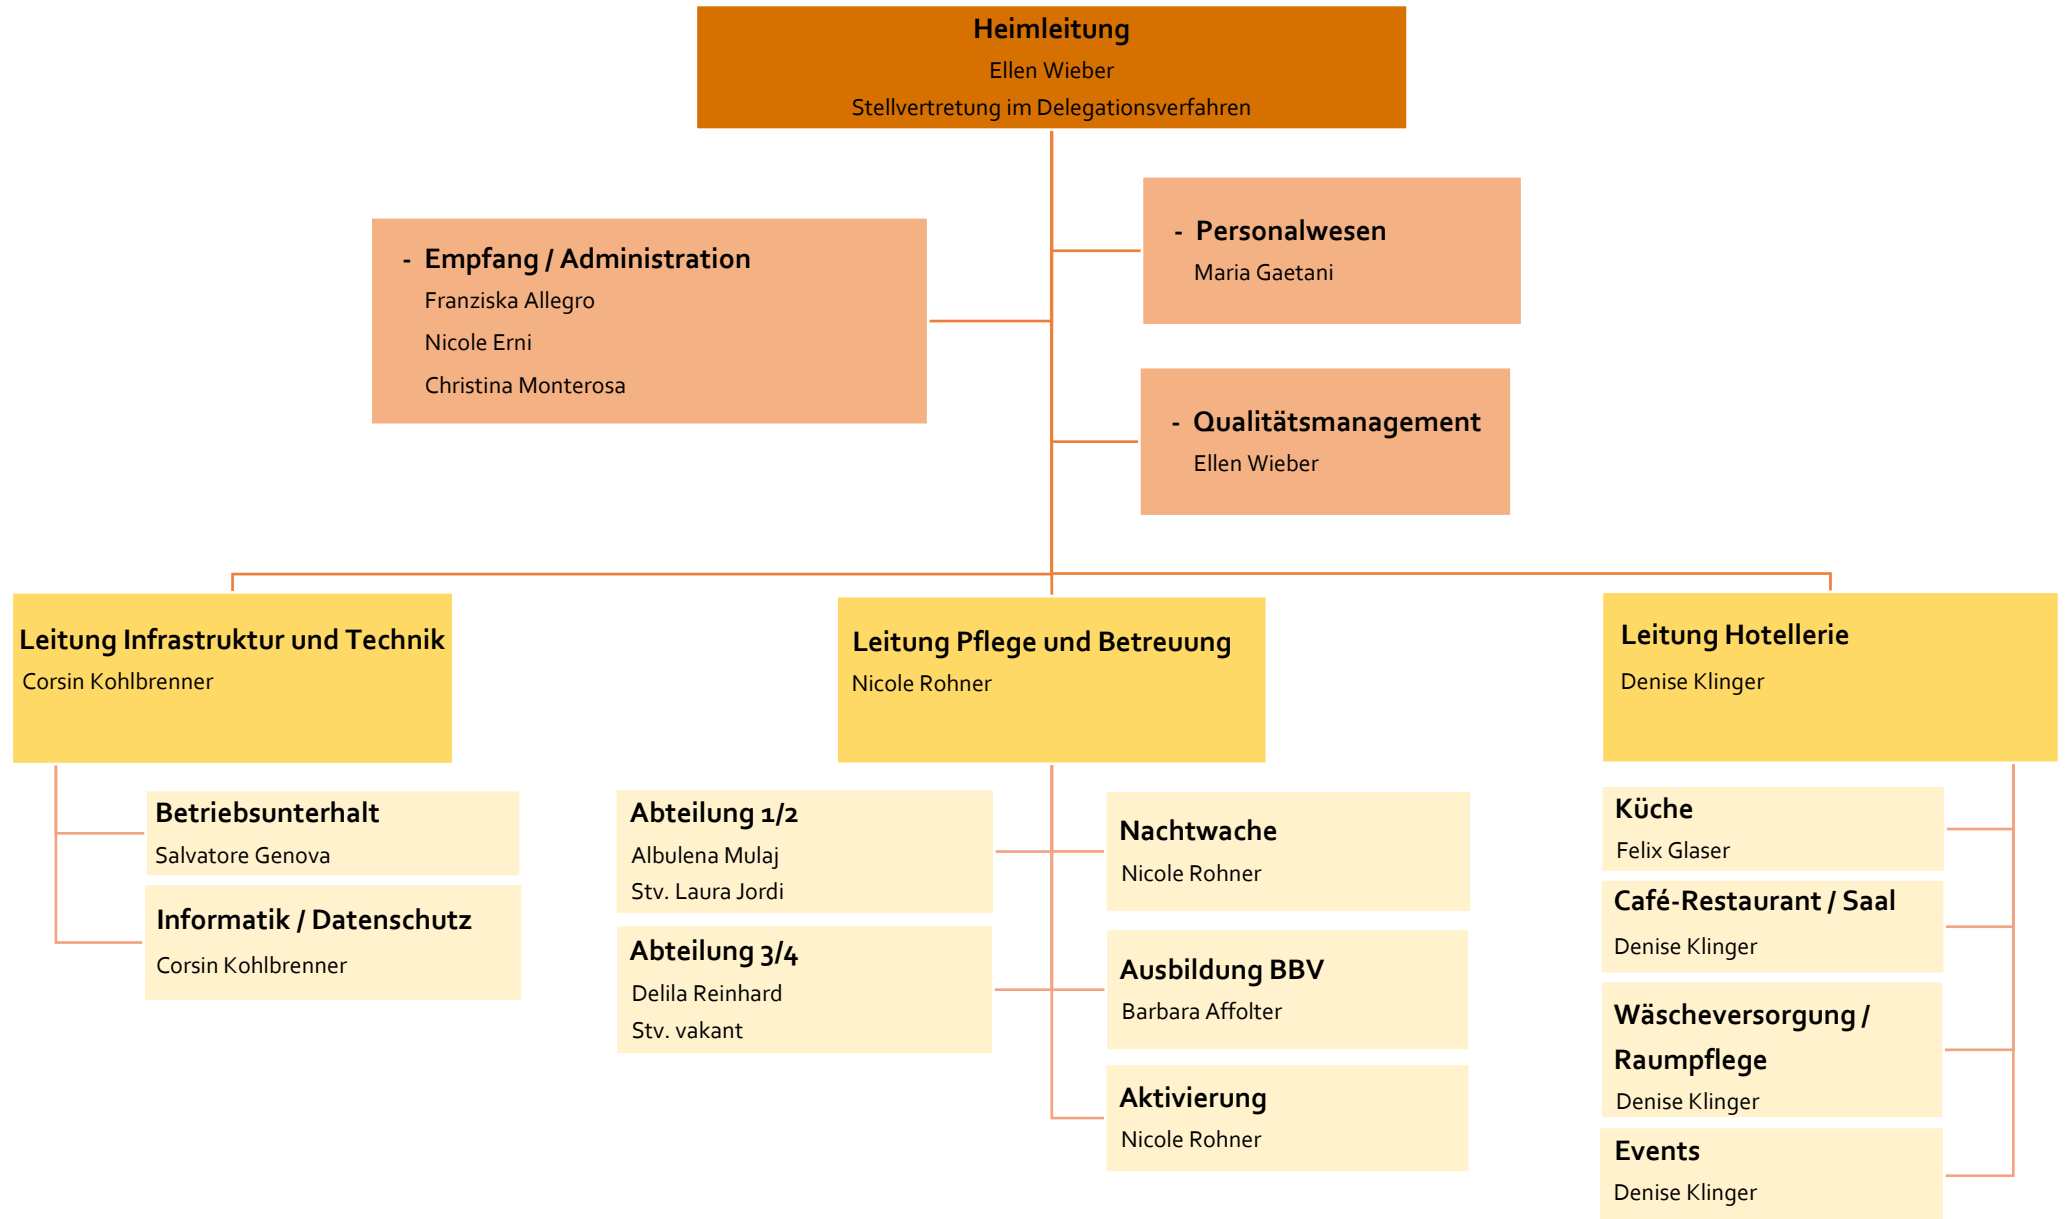 Heimleitung
Ellen Wieber
Stellvertretung im Delegationsverfahren
- Empfang / Administration
Franziska Allegro
Nicole Erni
Christina Monterosa
- Personalwesen
Maria Gaetani
- Qualitätsmanagement
Ellen Wieber
Leitung Infrastruktur und Technik
Corsin Kohlbrenner
Betriebsunterhalt
Salvatore Genova
Informatik / Datenschutz
Corsin Kohlbrenner
Leitung Pflege und Betreuung
Nicole Rohner
Abteilung 1/2
Albulena Mulaj
Stv. Laura Jordi
Abteilung 3/4
Delila Reinhard
Stv. vakant
Nachtwache
Nicole Rohner
Ausbildung BBV
Barbara Affolter
Aktivierung
Nicole Rohner
Leitung Hotellerie
Denise Klinger
Küche
Felix Glaser
Café-Restaurant / Saal
Denise Klinger
Wäscheversorgung /
Raumpflege
Denise Klinger
Events
Denise Klinger